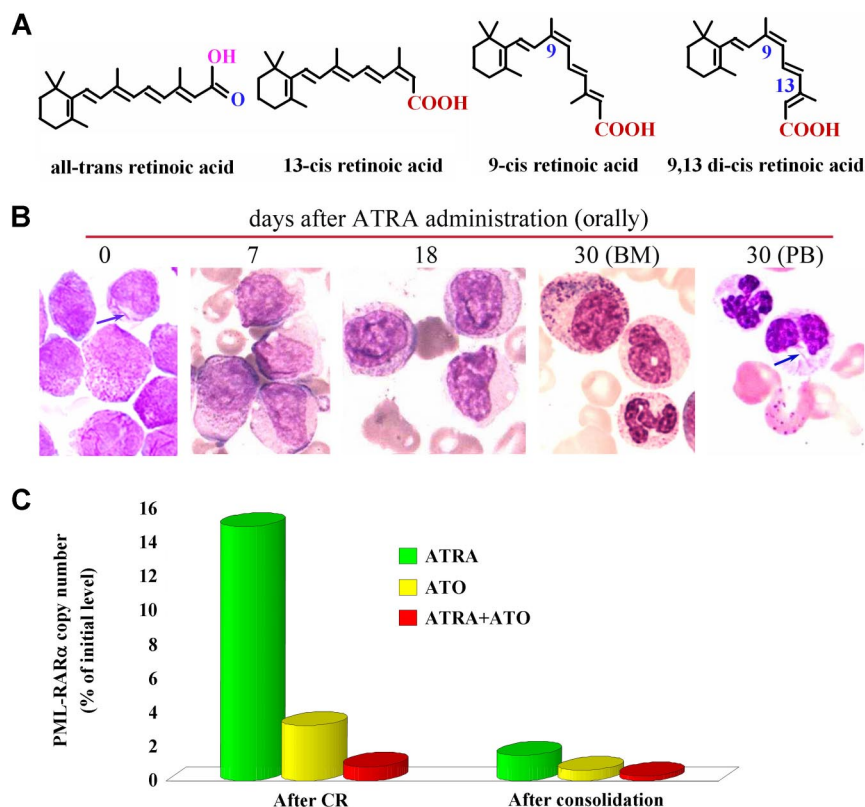 A
OH
O
COOH
9
COOH
9
13
COOH
all-trans retinoic acid
13-cis retinoic acid
9-cis retinoic acid
9,13 di-cis retinoic acid
B
days after ATRA administration (orally)
0 7 18 30 (BM) 30 (PB)
C
PML-RARα copy number
(% of initial level)
16
14
12
10
8
6
4
2
0
ATRA
ATO
ATRA+ATO
After CR
After consolidation